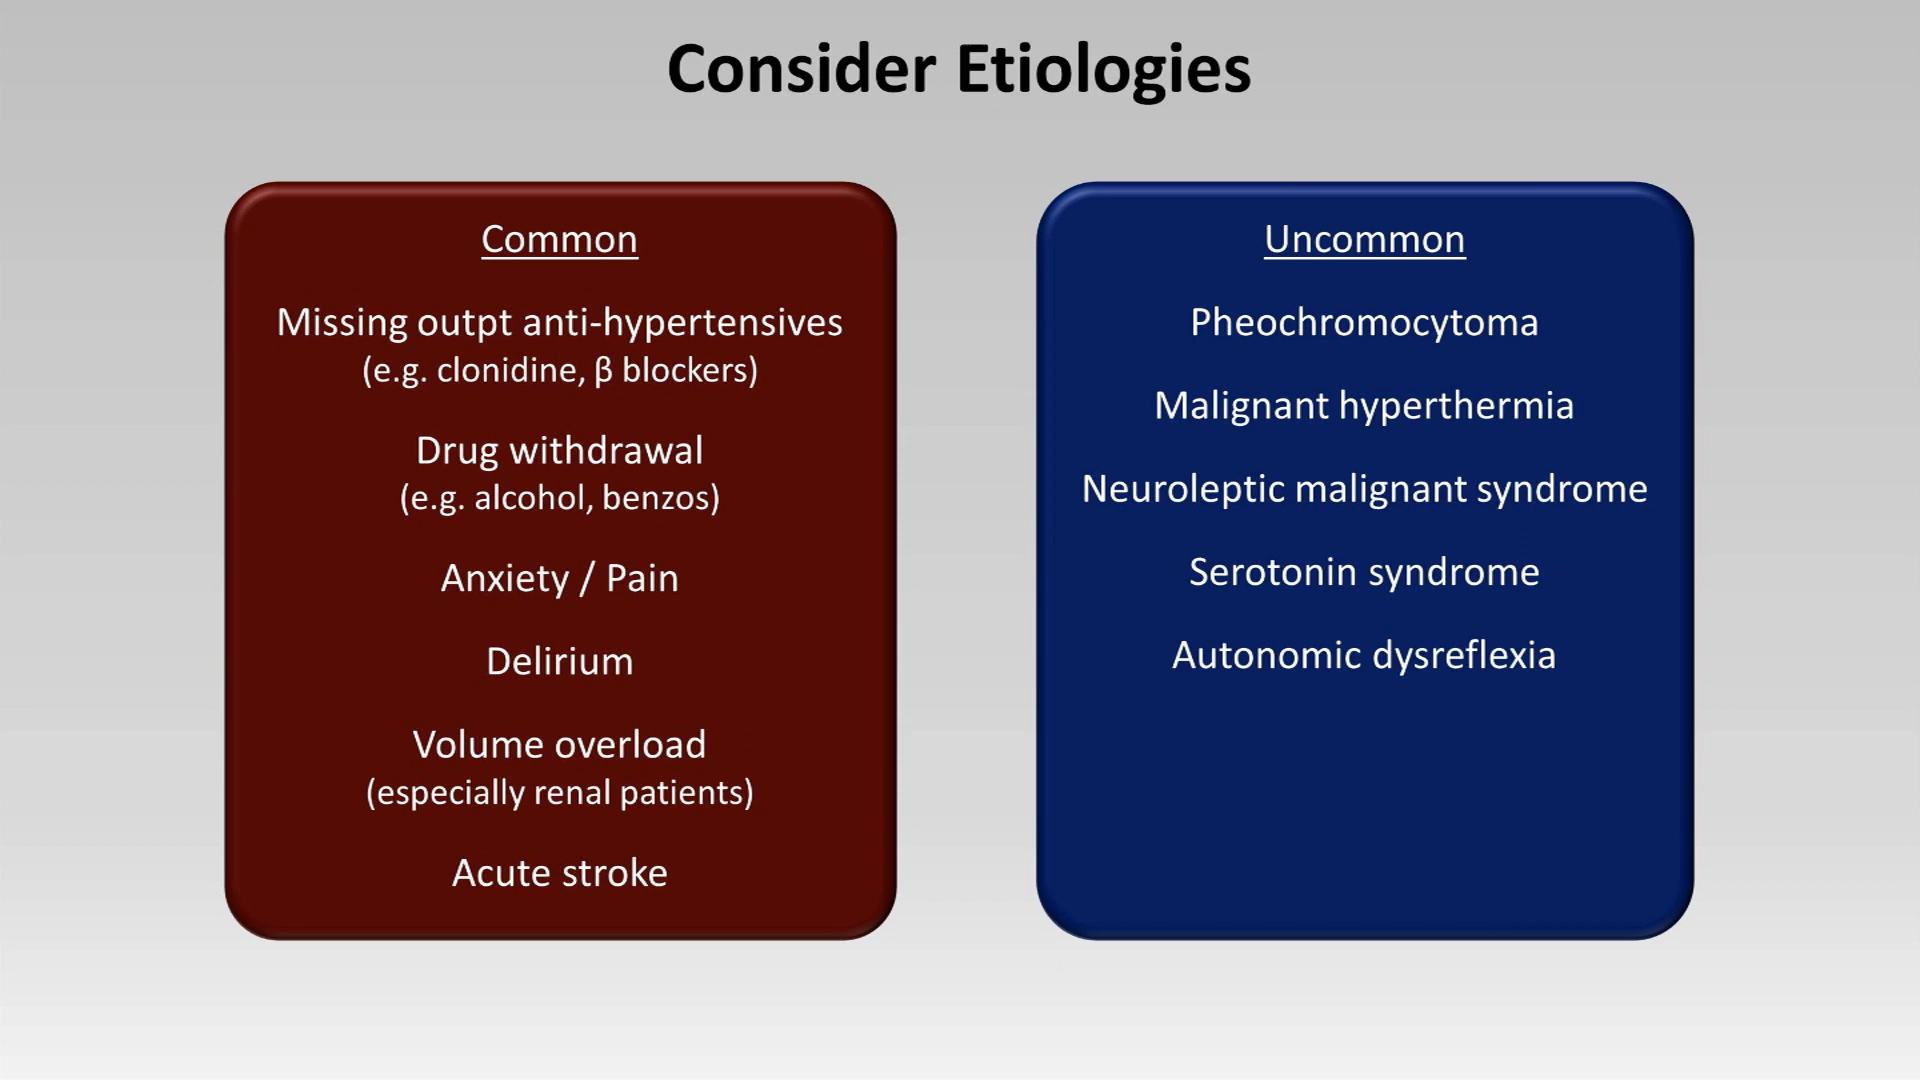 Consider Etiologies
Common
Missing outpt anti-hypertensives
(e.g. clonidine, β blockers)
Drug withdrawal
(e.g. alcohol, benzos)
Anxiety / Pain
Delirium
Volume overload
(especially renal patients)
Acute stroke
Uncommon
Pheochromocytoma
Malignant hyperthermia
Neuroleptic malignant syndrome
Serotonin syndrome
Autonomic dysreflexia